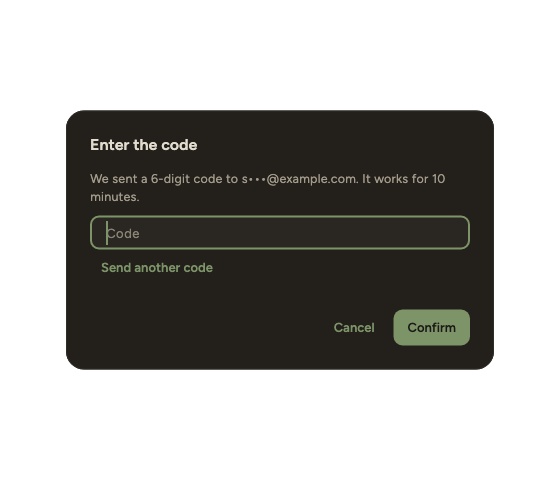 Enter the code
We sent a 6-digit code to s•••@example.com. It works for 10
minutes.
Code
Send another code
Cancel
Confirm